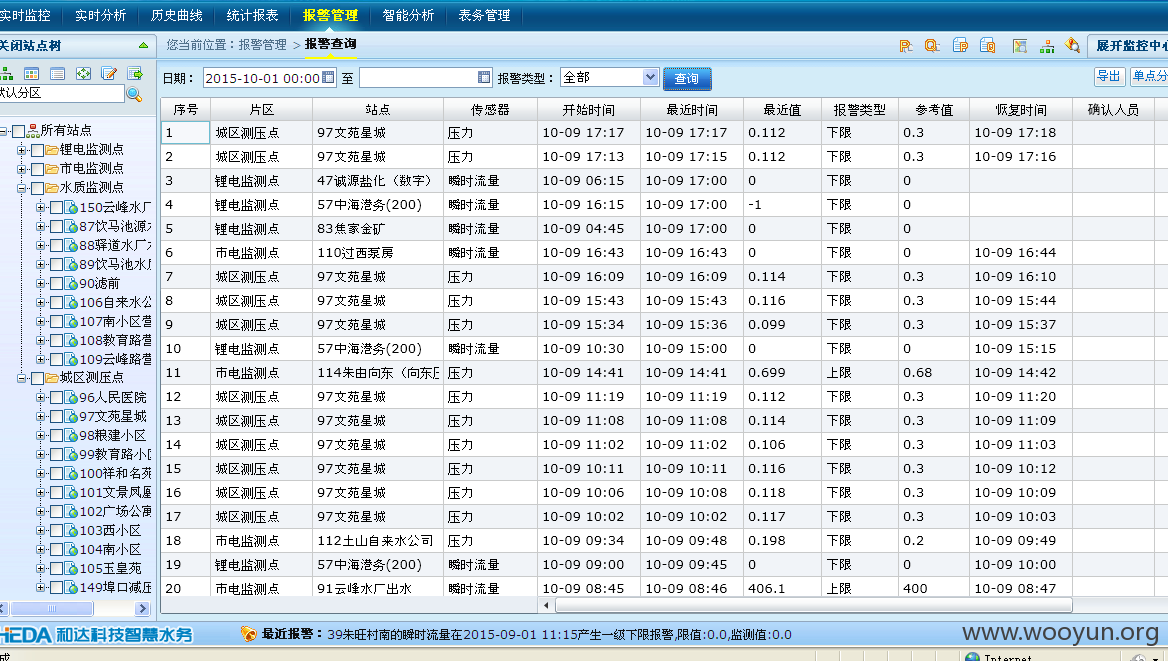 实时监控 实时分析 历史曲线 统计报表 报警管理 智能分析 表务管理
关闭站点树
您当前位置：报警管理 > 报警查询
展开监控中心
日期： 2015-10-01 00:00 至 报警类型： 全部 查询 导出 单点分
默认分区
所有站点
锂电监测点
市电监测点
水质监测点
150云峰水厂
87饮马池源水
88驿道水厂水
89饮马池水厂
90滤前
106自来水公
107南小区营
108教育路营
109云峰路营
城区测压点
96人民医院
97文苑星城
98粮建小区
99教育路小区
100祥和名苑
101文景凤凰
102广场公寓
103西小区
104南小区
105玉皇苑
149埠口减压
序号 片区 站点 传感器 开始时间 最近时间 最近值 报警类型 参考值 恢复时间 确认人员
1 城区测压点 97文苑星城 压力 10-09 17:17 10-09 17:17 0.112 下限 0.3 10-09 17:18
2 城区测压点 97文苑星城 压力 10-09 17:13 10-09 17:15 0.112 下限 0.3 10-09 17:16
3 锂电监测点 47诚源盐化（数字） 瞬时流量 10-09 06:15 10-09 17:00 0 下限 0
4 锂电监测点 57中海港务(200) 瞬时流量 10-09 16:15 10-09 17:00 -1 下限 0
5 锂电监测点 83焦家金矿 瞬时流量 10-09 04:45 10-09 17:00 0 下限 0
6 市电监测点 110过西泵房 瞬时流量 10-09 16:43 10-09 16:43 0 下限 0 10-09 16:44
7 城区测压点 97文苑星城 压力 10-09 16:09 10-09 16:09 0.114 下限 0.3 10-09 16:10
8 城区测压点 97文苑星城 压力 10-09 15:43 10-09 15:43 0.116 下限 0.3 10-09 15:44
9 城区测压点 97文苑星城 压力 10-09 15:34 10-09 15:36 0.099 下限 0.3 10-09 15:37
10 锂电监测点 57中海港务(200) 瞬时流量 10-09 10:30 10-09 15:00 0 下限 0 10-09 15:15
11 市电监测点 114朱由向东（向东压 压力 10-09 14:41 10-09 14:41 0.699 上限 0.68 10-09 14:42
12 城区测压点 97文苑星城 压力 10-09 11:19 10-09 11:19 0.112 下限 0.3 10-09 11:20
13 城区测压点 97文苑星城 压力 10-09 11:08 10-09 11:08 0.114 下限 0.3 10-09 11:09
14 城区测压点 97文苑星城 压力 10-09 11:02 10-09 11:02 0.106 下限 0.3 10-09 11:03
15 城区测压点 97文苑星城 压力 10-09 10:11 10-09 10:11 0.116 下限 0.3 10-09 10:12
16 城区测压点 97文苑星城 压力 10-09 10:06 10-09 10:08 0.118 下限 0.3 10-09 10:09
17 城区测压点 97文苑星城 压力 10-09 10:02 10-09 10:02 0.117 下限 0.3 10-09 10:03
18 市电监测点 112土山自来水公司 压力 10-09 09:34 10-09 09:48 0.198 下限 0.2 10-09 09:49
19 锂电监测点 57中海港务(200) 瞬时流量 10-09 09:00 10-09 09:45 0 下限 0 10-09 10:00
20 市电监测点 91云峰水厂出水 瞬时流量 10-09 08:45 10-09 08:46 406.1 上限 400 10-09 08:47
HEDA 和达科技智慧水务 最近报警：39朱旺村南的瞬时流量在2015-09-01 11:15产生一级下限报警,限值:0.0,监测值:0.0
www.wooyun.org
Internet